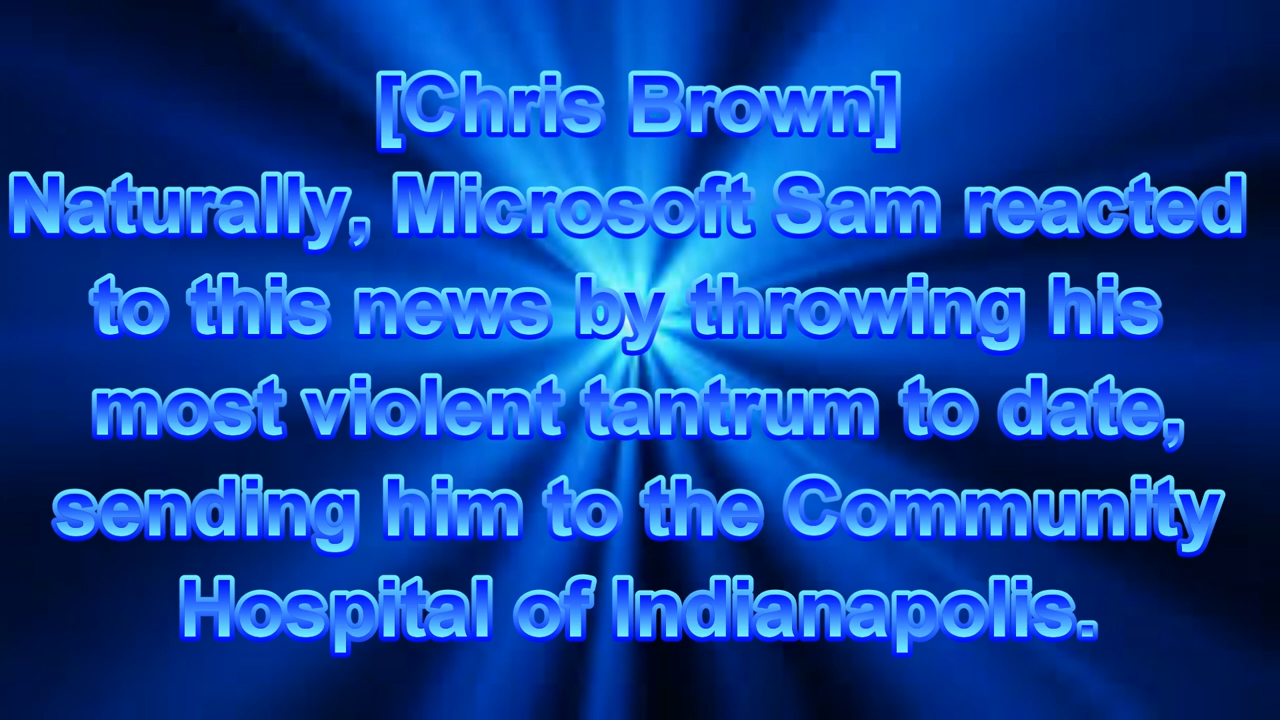 [Chris Brown]
Naturally, Microsoft Sam reacted
to this news by throwing his
most violent tantrum to date,
sending him to the Community
Hospital of Indianapolis.